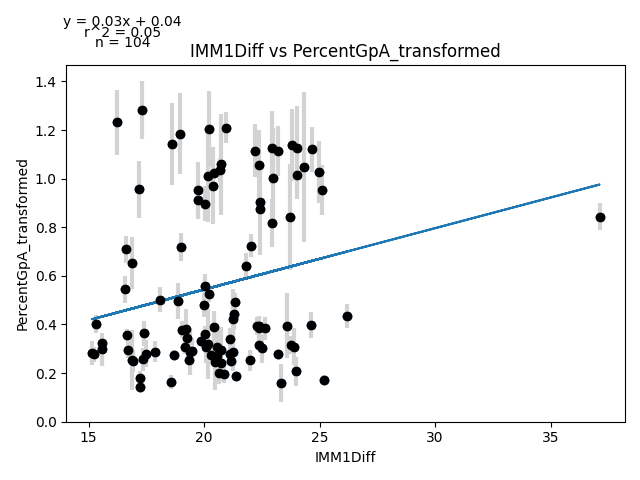 y = 0.03x + 0.04
r^2 = 0.05
n = 104
IMM1Diff vs PercentGpA_transformed
PercentGpA_transformed
1.4
1.2
1.0
0.8
0.6
0.4
0.2
0.0
15
20
25
30
35
IMM1Diff